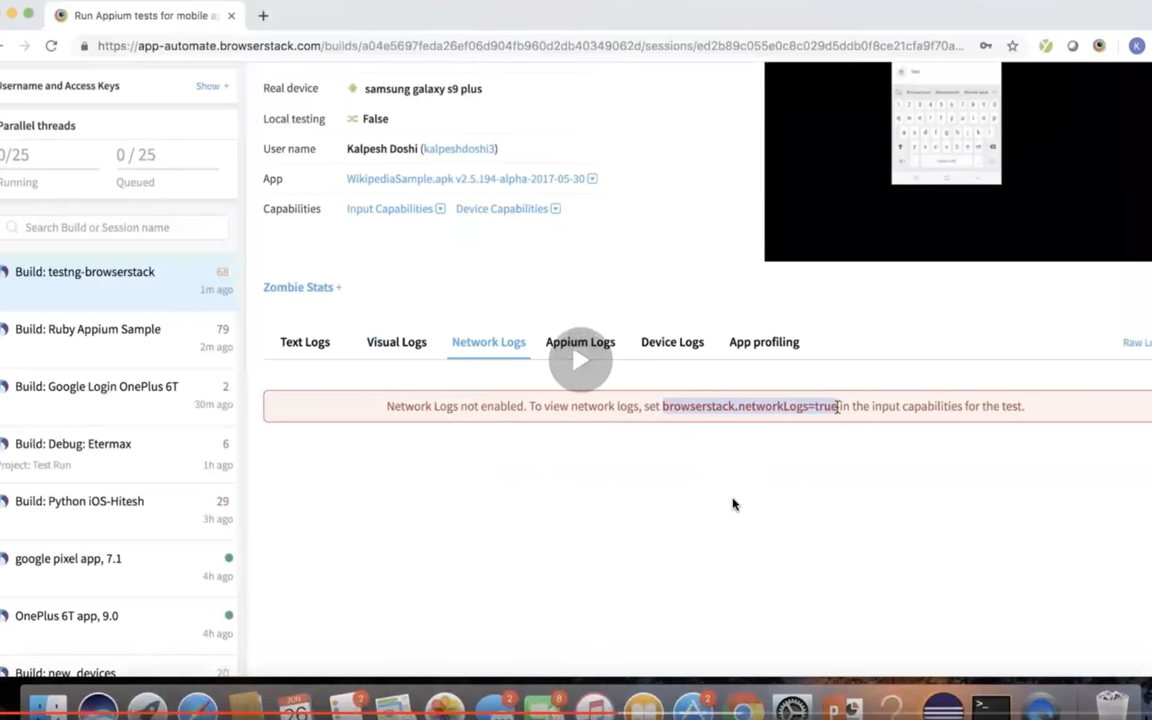 Run Appium tests for mobile a
https://app-automate.browserstack.com/builds/a04e5697feda26ef06d904fb960d2db40349062d/sessions/ed2b89c055e0c8c029d5ddb0f8ce21cfa9f70a...
K
Username and Access Keys
Show +
Parallel threads
0/25
0 / 25
Running
Queued
Search Build or Session name
Build: testng-browserstack
68
1m ago
Build: Ruby Appium Sample
79
2m ago
Build: Google Login OnePlus 6T
2
30m ago
Build: Debug: Etermax
6
Project: Test Run
1h ago
Build: Python iOS-Hitesh
29
3h ago
google pixel app, 7.1
4h ago
OnePlus 6T app, 9.0
4h ago
Build: new_devices
20
Real device
samsung galaxy s9 plus
Local testing
False
User name
Kalpesh Doshi (kalpeshdoshi3)
App
WikipediaSample.apk v2.5.194-alpha-2017-05-30
Capabilities
Input Capabilities
Device Capabilities
Zombie Stats +
Text Logs
Visual Logs
Network Logs
Appium Logs
Device Logs
App profiling
Raw L
Network Logs not enabled. To view network logs, set browserstack.networkLogs=true in the input capabilities for the test.
JUN
26
2
2
8
2